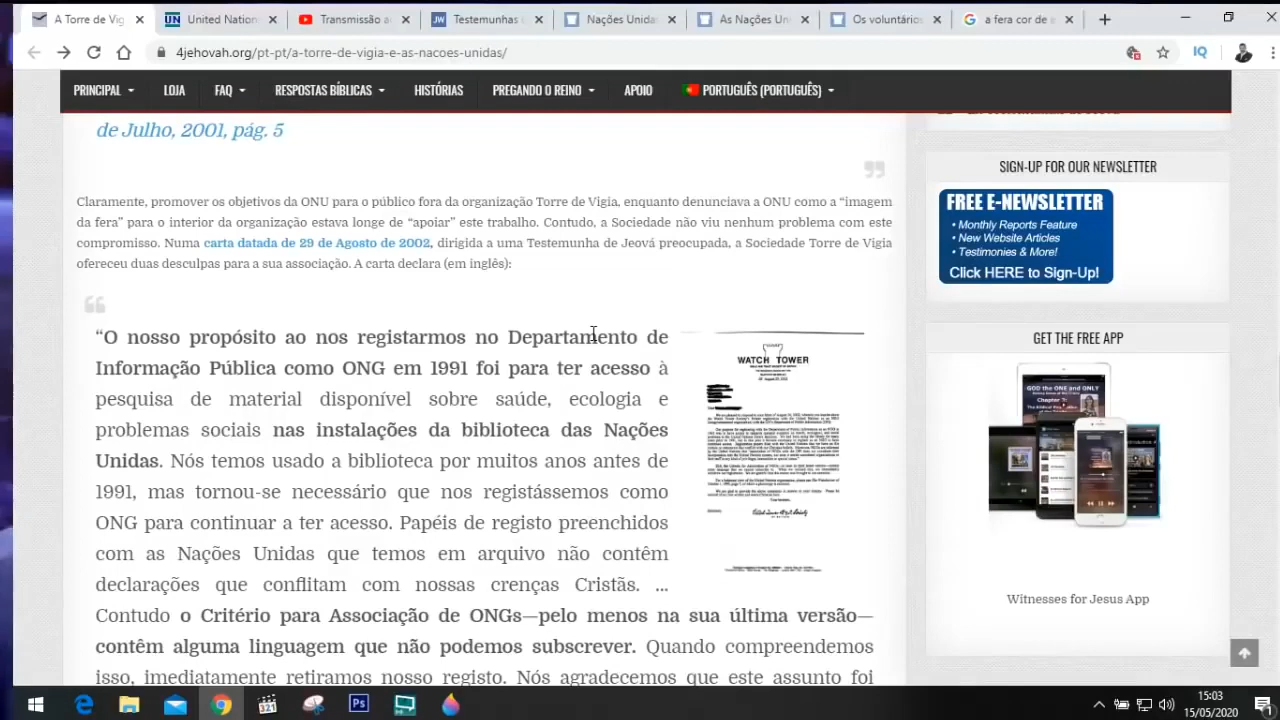 A Torre de Vig
United Nation
Transmissão a
Testemunhas
Nações Unidas
As Nações Un
Os voluntários
a fera cor de
4jehovah.org/pt-pt/a-torre-de-vigia-e-as-nacoes-unidas/
PRINCIPAL LOJA FAQ RESPOSTAS BÍBLICAS HISTÓRIAS PREGANDO O REINO APOIO PORTUGUÊS (PORTUGUÊS)
de Julho, 2001, pág. 5
Claramente, promover os objetivos da ONU para o público fora da organização Torre de Vigia, enquanto denunciava a ONU como a “imagem
da fera” para o interior da organização estava longe de “apoiar” este trabalho. Contudo, a Sociedade não viu nenhum problema com este
compromisso. Numa carta datada de 29 de Agosto de 2002, dirigida a uma Testemunha de Jeová preocupada, a Sociedade Torre de Vigia
ofereceu duas desculpas para a sua associação. A carta declara (em inglês):
“O nosso propósito ao nos registarmos no Departamento de
Informação Pública como ONG em 1991 foi para ter acesso à
pesquisa de material disponível sobre saúde, ecologia e
problemas sociais nas instalações da biblioteca das Nações
Unidas. Nós temos usado a biblioteca por muitos anos antes de
1991, mas tornou-se necessário que nos registássemos como
ONG para continuar a ter acesso. Papéis de registo preenchidos
com as Nações Unidas que temos em arquivo não contêm
declarações que conflituem com nossas crenças Cristãs. ...
Contudo o Critério para Associação de ONGs—pelo menos na sua última versão—
contêm alguma linguagem que não podemos subscrever. Quando compreendemos
isso, imediatamente retiramos nosso registo. Nós agradecemos que este assunto foi
WATCH TOWER
SIGN-UP FOR OUR NEWSLETTER
FREE E-NEWSLETTER
• Monthly Reports Feature
• New Website Articles
• Testimonies & More!
Click HERE to Sign-Up!
GET THE FREE APP
GOD the ONE and ONLY
Witnesses for Jesus App
15:03
15/05/2020